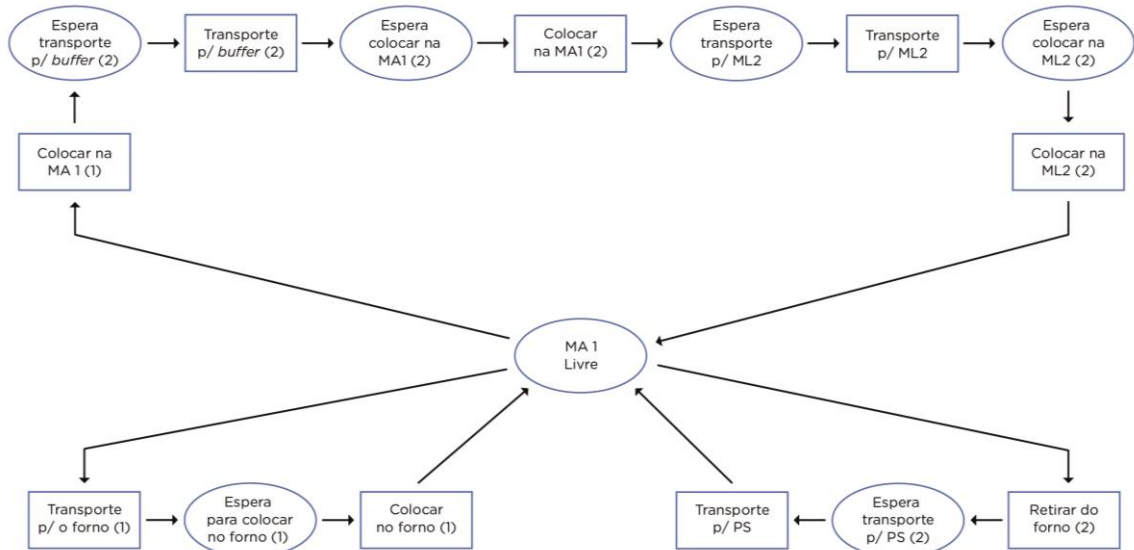 Espera
transporte
p/ buffer (2)
Transporte
p/ buffer (2)
Espera
colocar na
MA1 (2)
Colocar
na MA1 (2)
Espera
transporte
p/ ML2
Transporte
p/ ML2
Espera
colocar na
ML2 (2)
Colocar na
MA 1 (1)
Colocar na
ML2 (2)
MA 1
Livre
Transporte
p/ o forno (1)
Espera
para colocar
no forno (1)
Colocar
no forno (1)
Transporte
p/ PS
Espera
transporte
p/ PS (2)
Retirar do
forno (2)